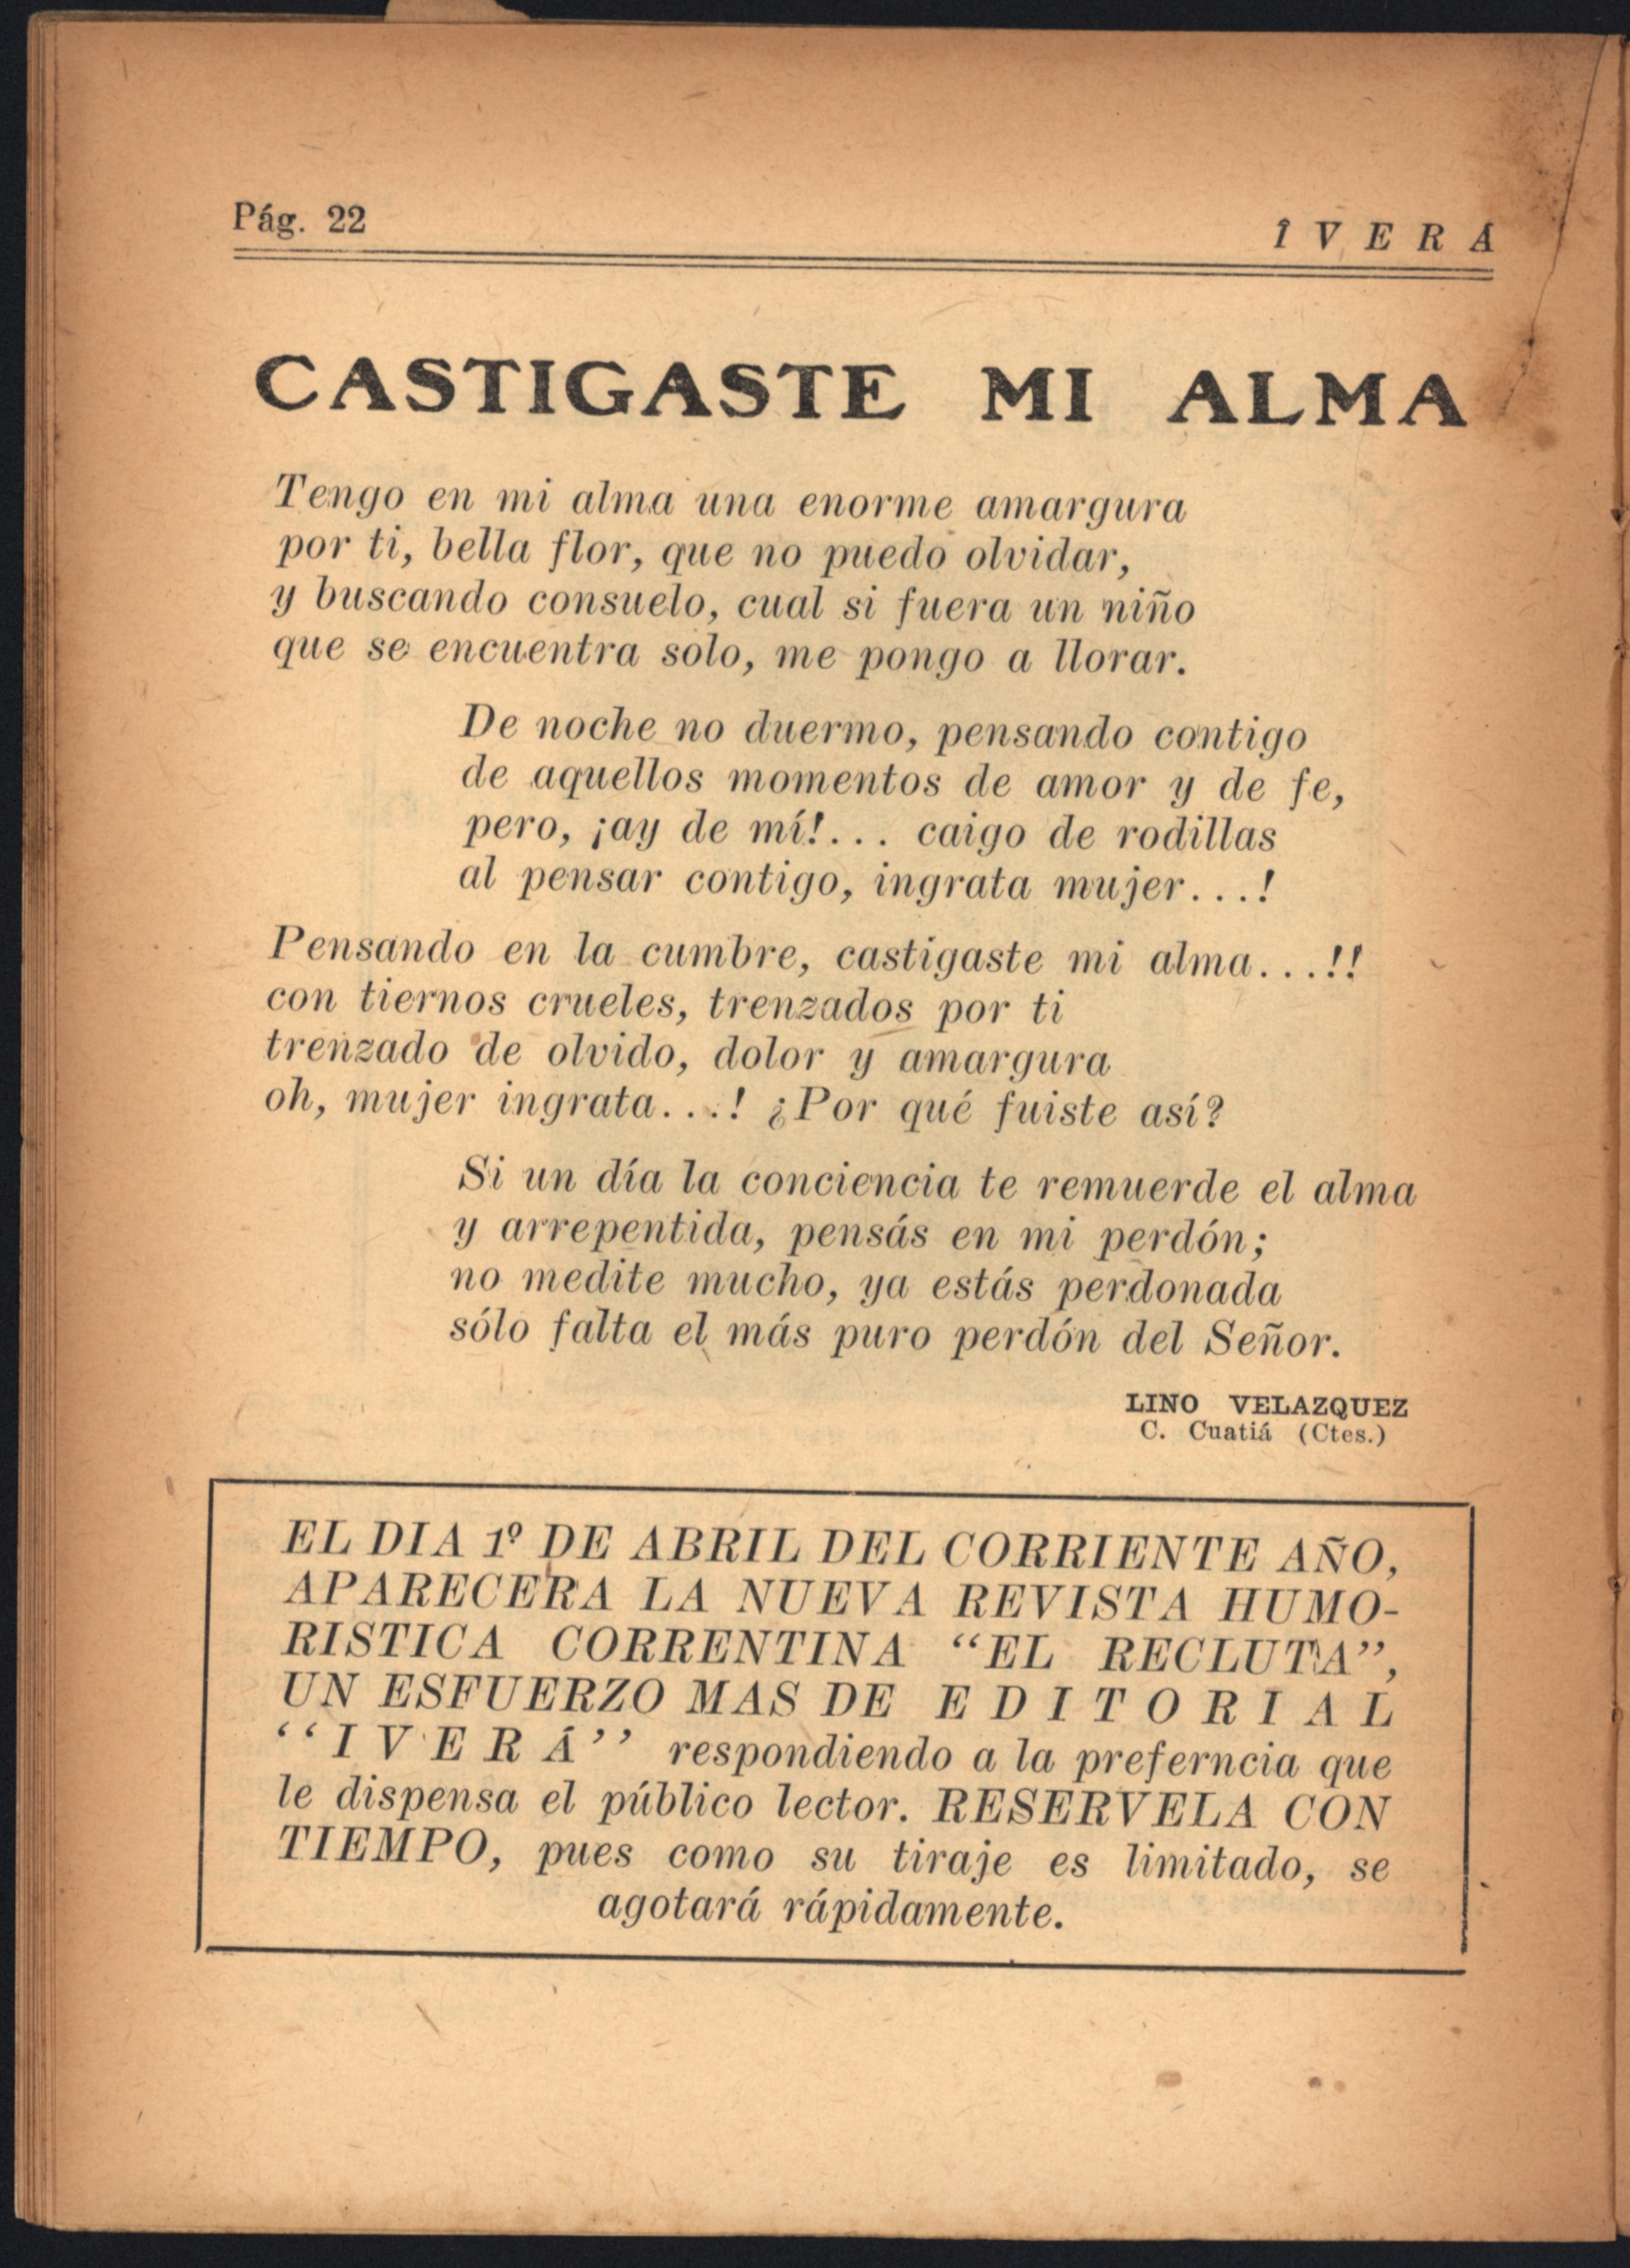 Pág. 22
Î V E R Á
CASTIGASTE MI ALMA
Tengo en mi alma una enorme amargura
por ti, bella flor, que no puedo olvidar,
y buscando consuelo, cual si fuera un niño
que se encuentra solo, me pongo a llorar.
De noche no duermo, pensando contigo
de aquellos momentos de amor y de fe,
pero, ¡ay de mí!... caigo de rodillas
al pensar contigo, ingrata mujer...!
Pensando en la cumbre, castigaste mi alma...!!
con tiernos crueles, trenzados por ti
trenzado de olvido, dolor y amargura
oh, mujer ingrata...! ¿Por qué fuiste así?
Si un día la conciencia te remuerde el alma
y arrepentida, pensás en mi perdón;
no medite mucho, ya estás perdonada
sólo falta el más puro perdón del Señor.
LINO VELAZQUEZ
C. Cuatiá (Ctes.)
EL DIA 1º DE ABRIL DEL CORRIENTE AÑO,
APARECERA LA NUEVA REVISTA HUMO-
RISTICA CORRENTINA “EL RECLUTA”,
UN ESFUERZO MAS DE E D I T O R I A L
‘‘I V E R Á’’ respondiendo a la preferncia que
le dispensa el público lector. RESERVELA CON
TIEMPO, pues como su tiraje es limitado, se
agotará rápidamente.